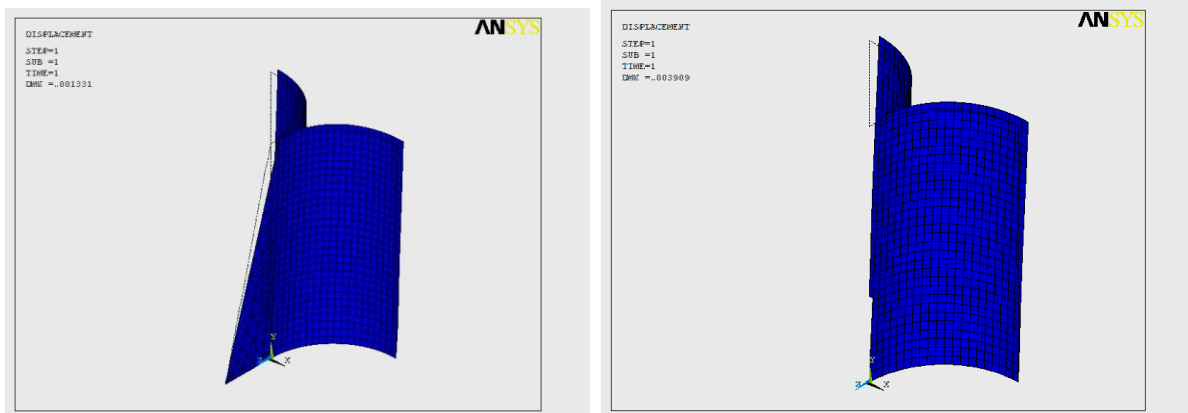 ANSYS
DISPLACEMENT
STEP=1
SUB =1
TIME=1
DMX =.001331
Y
Z X
ANSYS
DISPLACEMENT
STEP=1
SUB =1
TIME=1
DMX =.003909
Y
Z X